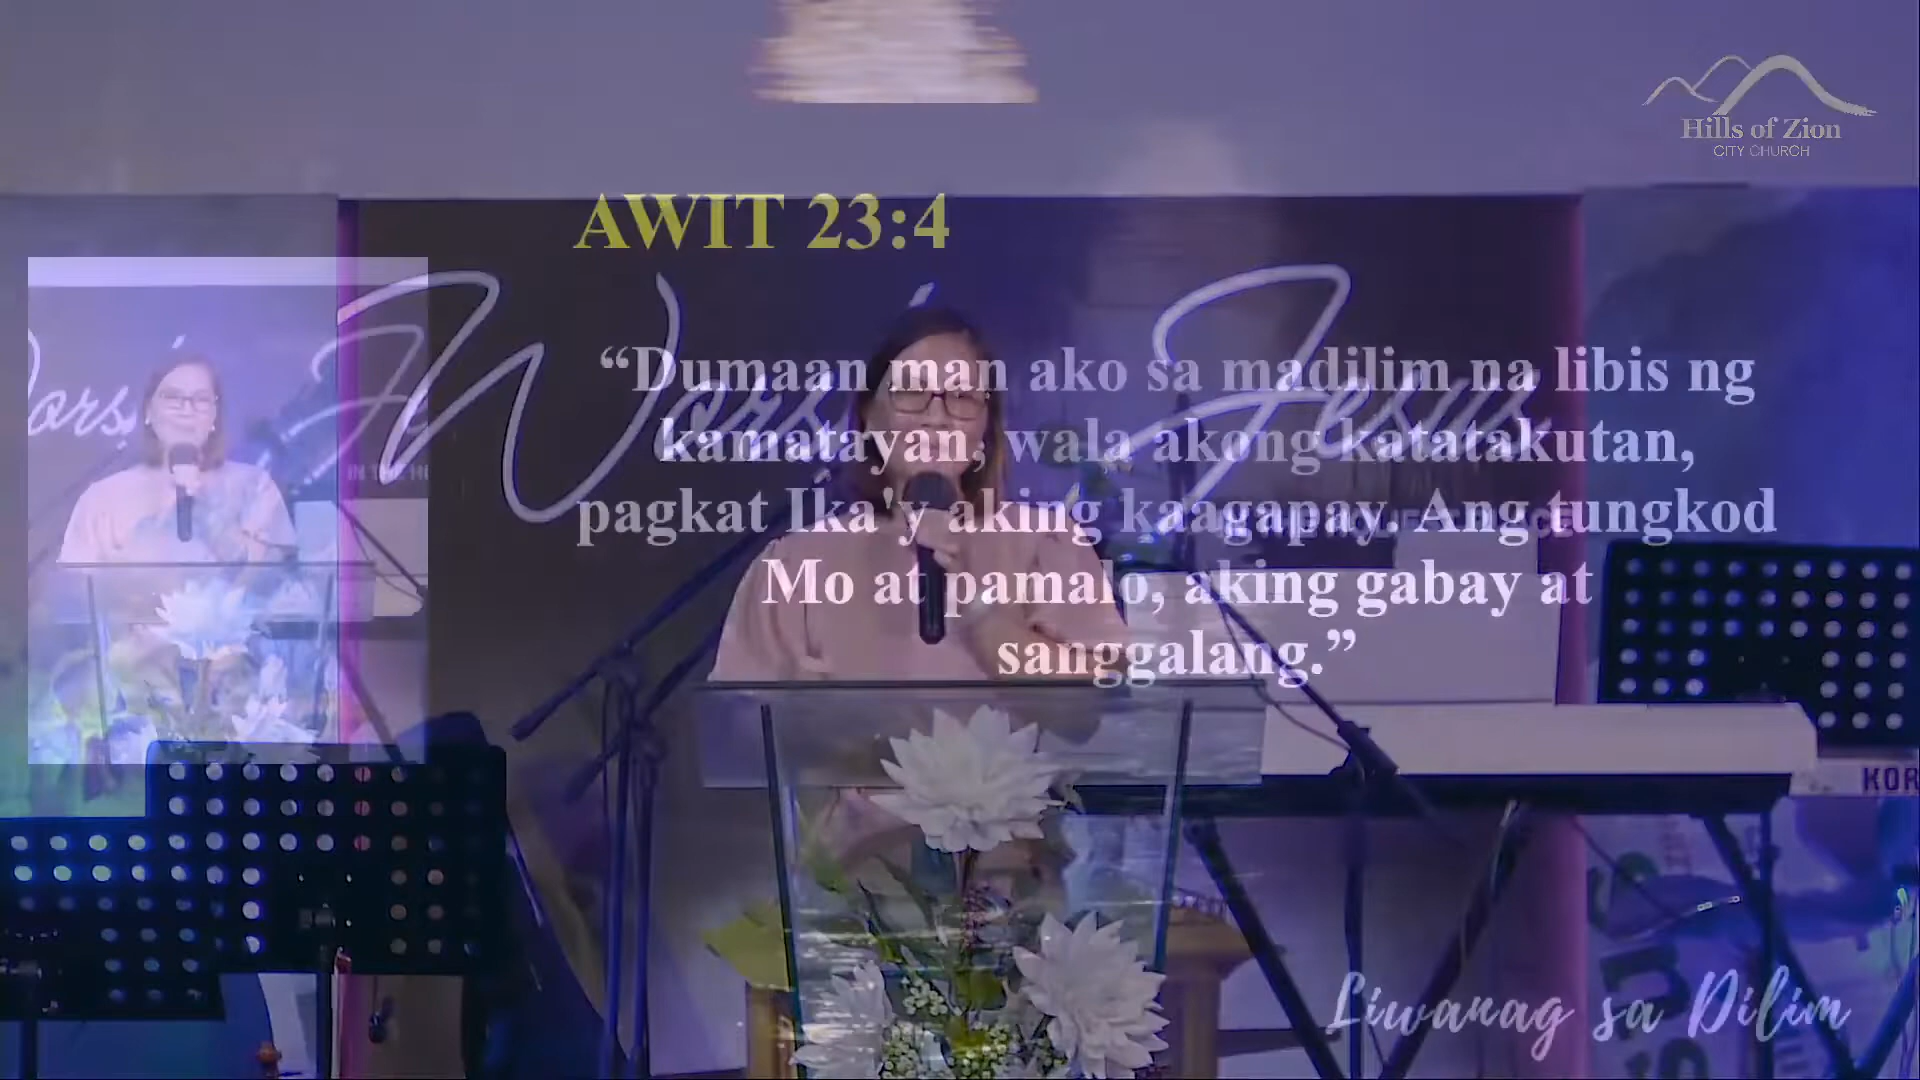 Hills of Zion
CITY CHURCH
AWIT 23:4
“Dumaan man ako sa madilim na libis ng
kamatayan, wala akong katatakutan,
pagkat Ika'y aking kaagapay. Ang tungkod
Mo at pamalo, aking gabay at
sanggalang.”
Jesus
KOR
Liwanag sa Dilim